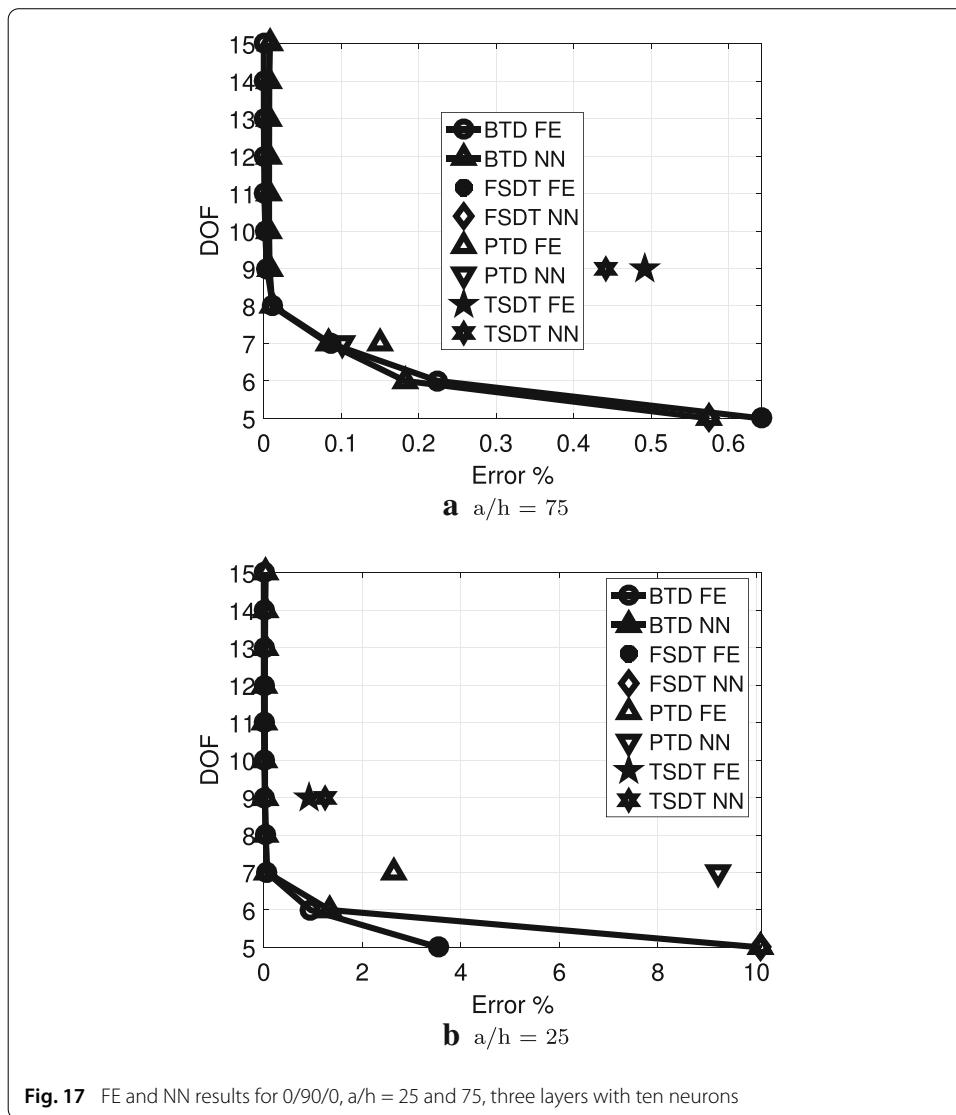 15
14
13
12
11
10
9
8
7
6
5
DOF
0
0.1
0.2
0.3
0.4
0.5
0.6
Error %
BTD FE
BTD NN
FSDT FE
FSDT NN
PTD FE
PTD NN
TSDT FE
TSDT NN
a a/h = 75
15
14
13
12
11
10
9
8
7
6
5
DOF
0
2
4
6
8
10
Error %
BTD FE
BTD NN
FSDT FE
FSDT NN
PTD FE
PTD NN
TSDT FE
TSDT NN
b a/h = 25
Fig. 17 FE and NN results for 0/90/0, a/h = 25 and 75, three layers with ten neurons